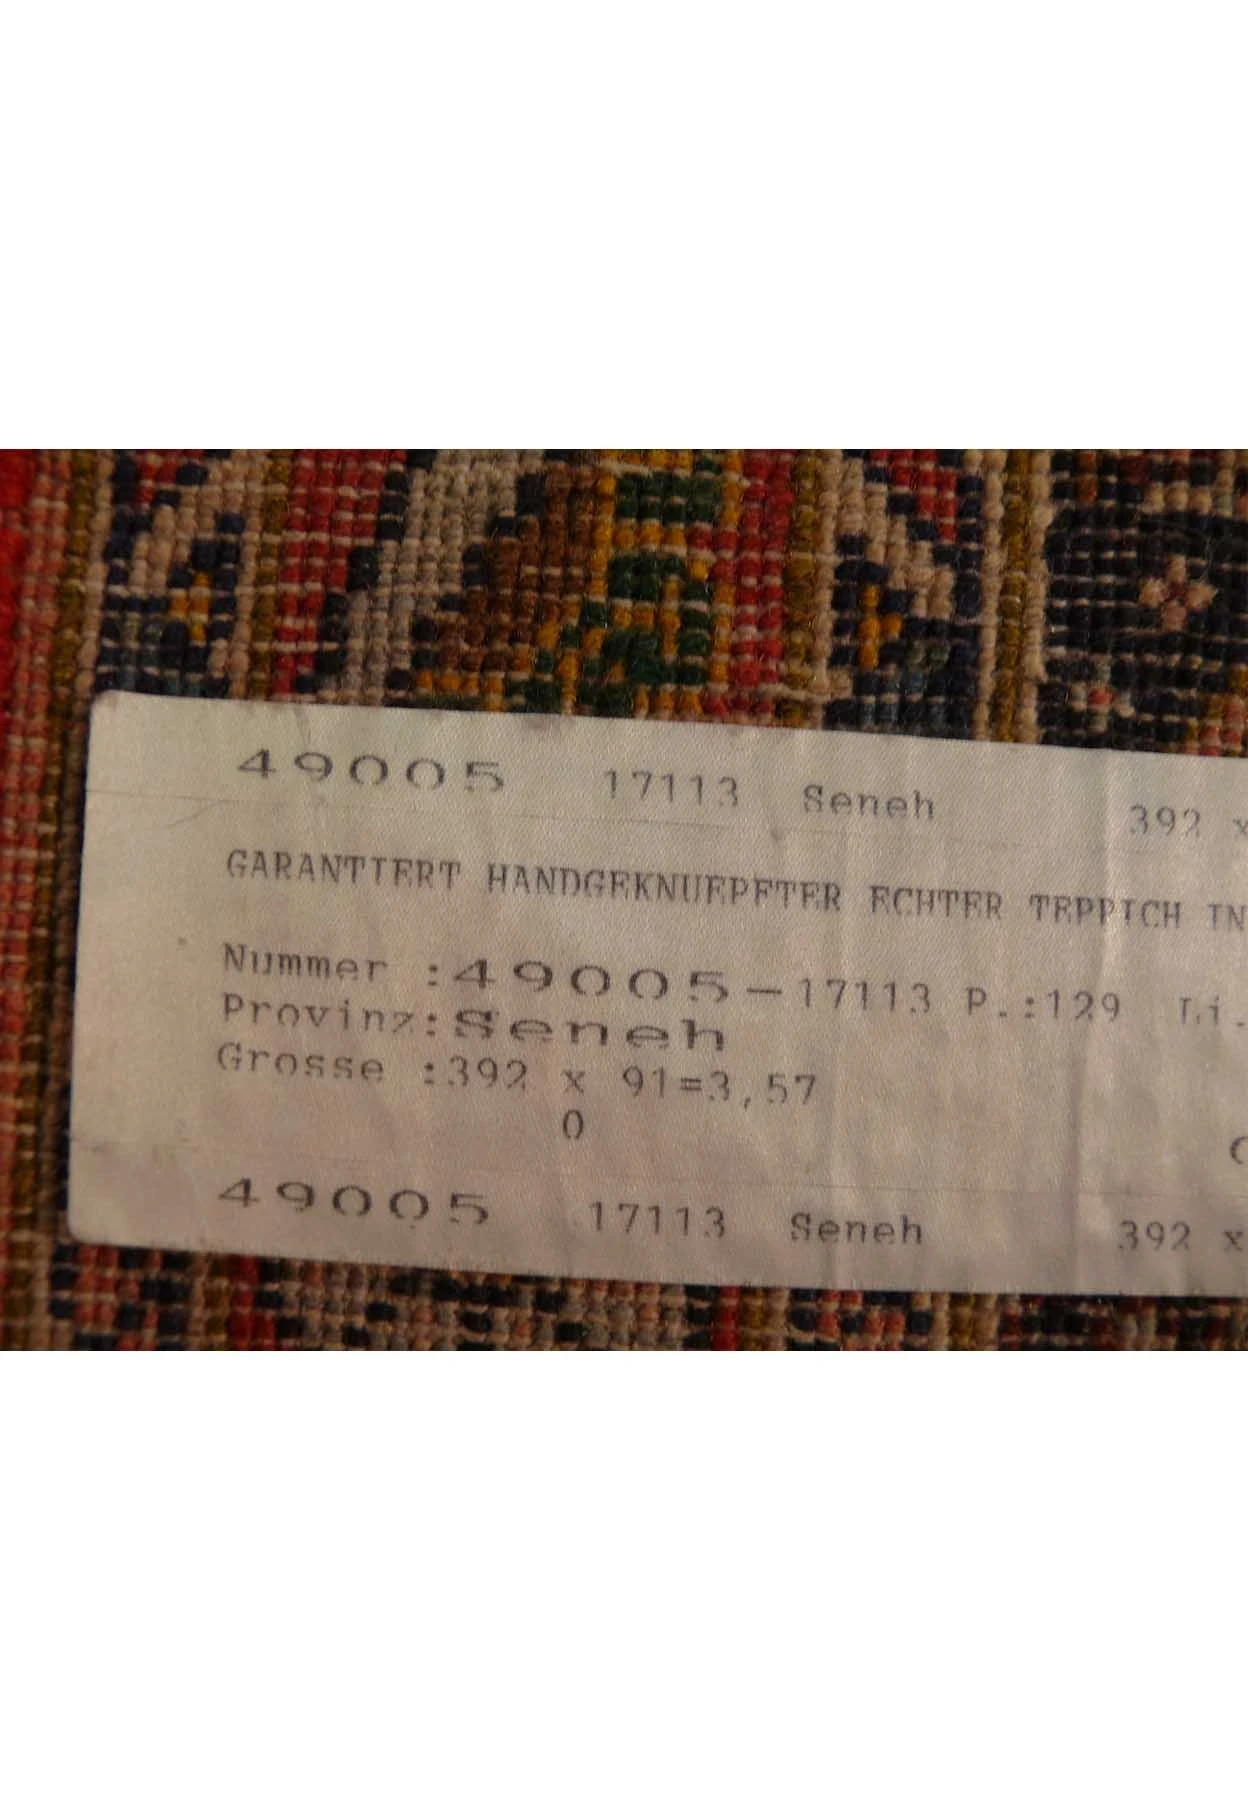 49005 17113 Seneh 392 x
GARANTIERT HANDGEKNUEPFTER ECHTER TEPPICH IN
Nummer :49005-17113 P.:129 Li.
Provinz:Seneh
Grosse :392 x 91=3,57
0
49005 17113 Seneh 392 x